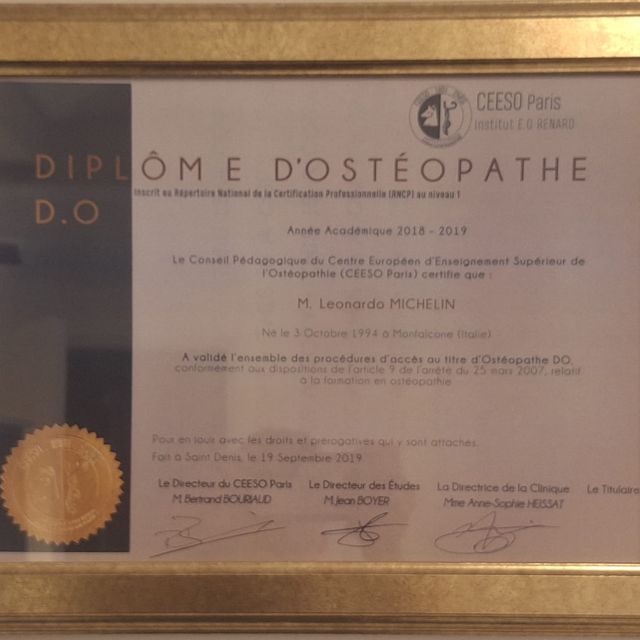 CEESO Paris
Institut E.O RENARD
DIPLÔME D'OSTÉOPATHE
D.O
Inscrit au Répertoire National de la Certification Professionnelle (RNCP) au niveau 1
Année Académique 2018 - 2019
Le Conseil Pédagogique du Centre Européen d'Enseignement Supérieur de
l'Ostéopathie (CEESO Paris) certifie que :
M. Leonardo MICHELIN
Né le 3 Octobre 1994 à Monfalcone (Italie)
A validé l'ensemble des procédures d'accès au titre d'Ostéopathe DO,
conformément aux dispositions de l'article 9 de l'arrêté du 25 mars 2007, relatif
à la formation en ostéopathie
Pour en jouir avec les droits et prérogatives qui y sont attachés,
Fait à Saint Denis, le 19 Septembre 2019
Le Directeur du CEESO Paris Le Directeur des Études La Directrice de la Clinique Le Titulaire
M. Bertrand BOURIAUD M. Jean BOYER Mme Anne-Sophie HEISSAT